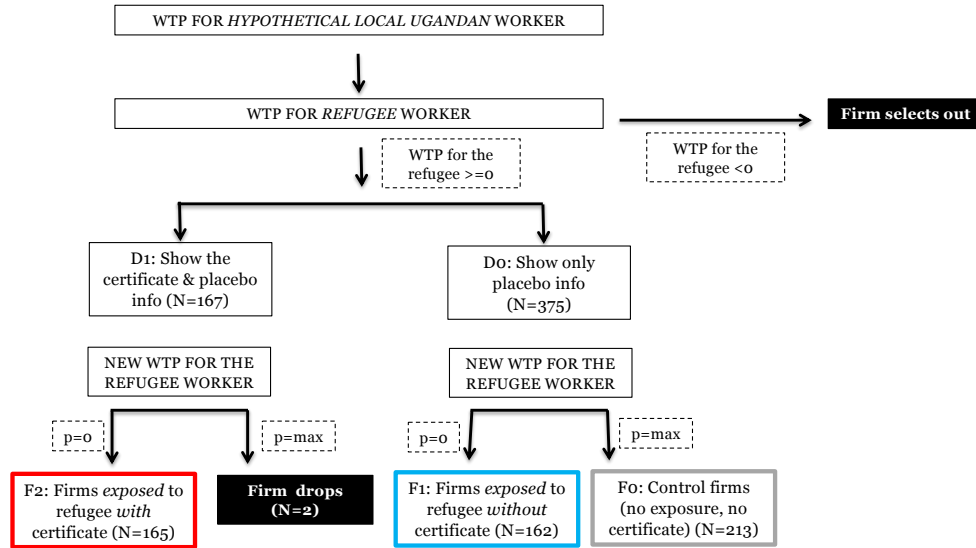 WTP FOR HYPOTHETICAL LOCAL UGANDAN WORKER
WTP FOR REFUGEE WORKER
Firm selects out
WTP for the
refugee >=0
WTP for the
refugee <0
D1: Show the
certificate & placebo
info (N=167)
D0: Show only
placebo info
(N=375)
NEW WTP FOR THE
REFUGEE WORKER
NEW WTP FOR THE
REFUGEE WORKER
p=0
p=max
p=0
p=max
F2: Firms exposed to
refugee with
certificate (N=165)
Firm drops
(N=2)
F1: Firms exposed to
refugee without
certificate (N=162)
F0: Control firms
(no exposure, no
certificate) (N=213)